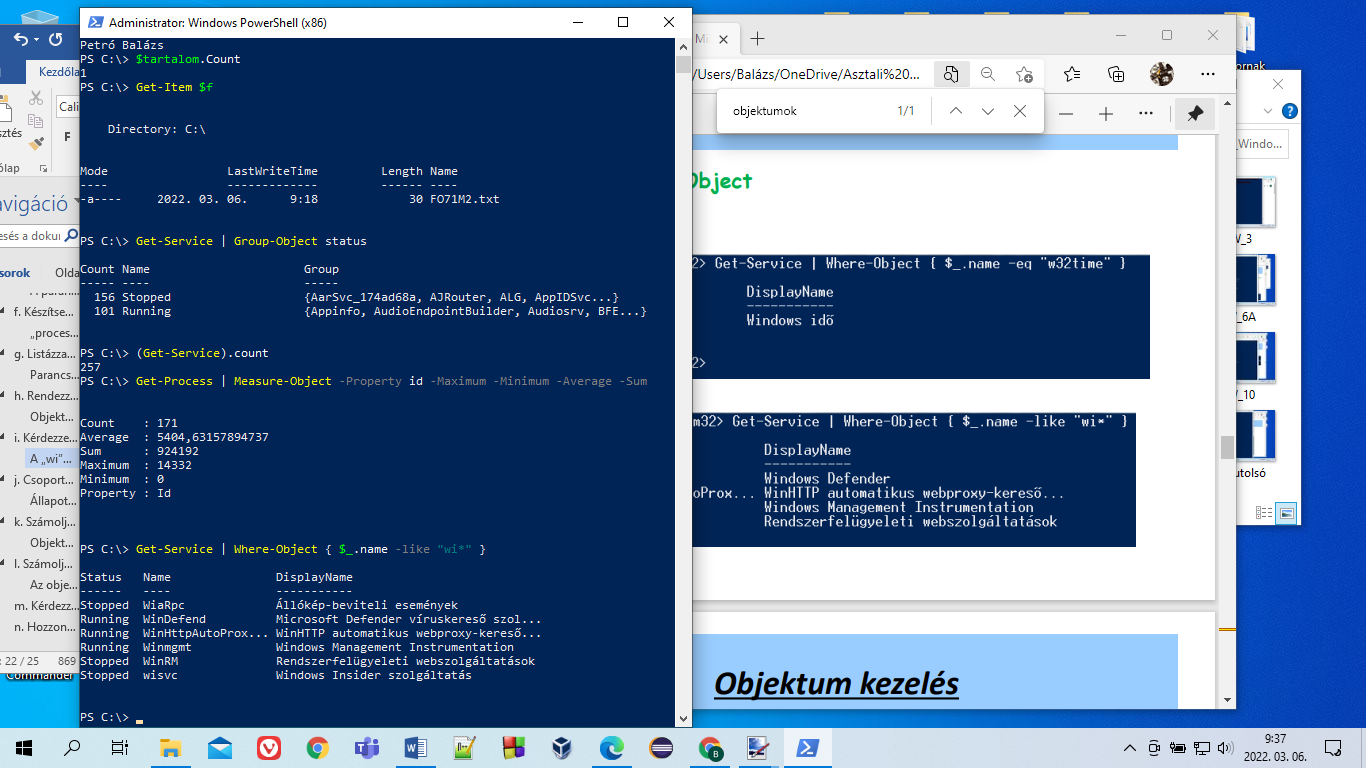 Administrator: Windows PowerShell (x86)
Petró Balázs
PS C:\> $tartalom.Count
1
PS C:\> Get-Item $f
Directory: C:\
Mode LastWriteTime Length Name
---- ------------- ------ ----
-a---- 2022. 03. 06. 9:18 30 FO71M2.txt
PS C:\> Get-Service | Group-Object status
Count Name Group
----- ---- -----
156 Stopped {AarSvc_174ad68a, AJRouter, ALG, AppIDSvc...}
101 Running {Appinfo, AudioEndpointBuilder, Audiosrv, BFE...}
PS C:\> (Get-Service).count
257
PS C:\> Get-Process | Measure-Object -Property id -Maximum -Minimum -Average -Sum
Count : 171
Average : 5404,63157894737
Sum : 924192
Maximum : 14332
Minimum : 0
Property : Id
PS C:\> Get-Service | Where-Object { $_.name -like "wi*" }
Status Name DisplayName
------ ---- -----------
Stopped WiaRpc Állókép-beviteli események
Running WinDefend Microsoft Defender víruskereső szol...
Running WinHttpAutoProx... WinHTTP automatikus webproxy-kereső...
Running Winmgmt Windows Management Instrumentation
Stopped WinRM Rendszerfelügyeleti webszolgáltatások
Stopped wisvc Windows Insider szolgáltatás
PS C:\>
Kezdőla
Cali
sztés
F
lap
avigáció
esés a dokur
sorok Olda
f. Készítse...
„proces...
g. Listázza...
Parancs...
h. Rendezz...
Objekt...
i. Kérdezze...
A „wi"...
j. Csoport...
Állapot...
k. Számolj...
Objekt...
l. Számolj...
Az obje...
m. Kérdezz...
n. Hozzon...
: 22 / 25 869
Commander
Mi
/Users/Balázs/OneDrive/Asztali%20...
objektumok 1/1
Object
2> Get-Service | Where-Object { $_.name -eq "w32time" }
DisplayName
-----------
Windows idő
2>
m32> Get-Service | Where-Object { $_.name -like "wi*" }
DisplayName
-----------
Windows Defender
oProx... WinHTTP automatikus webproxy-kereső...
Windows Management Instrumentation
Rendszerfelügyeleti webszolgáltatások
Objektum kezelés
ornak
_Windo...
V_3
V_6A
V_10
utolsó
9:37
2022. 03. 06.